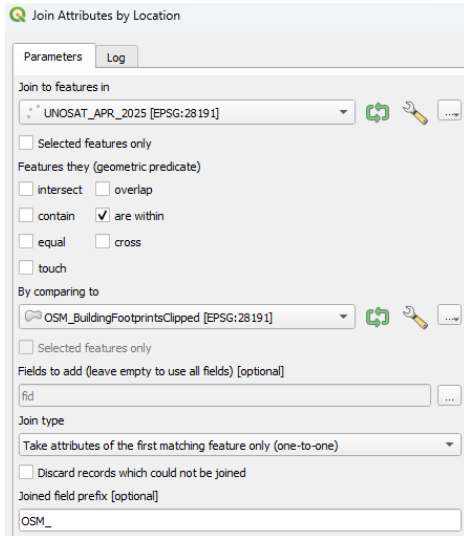 Join Attributes by Location
Parameters Log
Join to features in
UNOSAT_APR_2025 [EPSG:28191]
...
Selected features only
Features they (geometric predicate)
intersect overlap
contain are within
equal cross
touch
By comparing to
OSM_BuildingFootprintsClipped [EPSG:28191]
...
Selected features only
Fields to add (leave empty to use all fields) [optional]
fid ...
Join type
Take attributes of the first matching feature only (one-to-one)
Discard records which could not be joined
Joined field prefix [optional]
OSM_